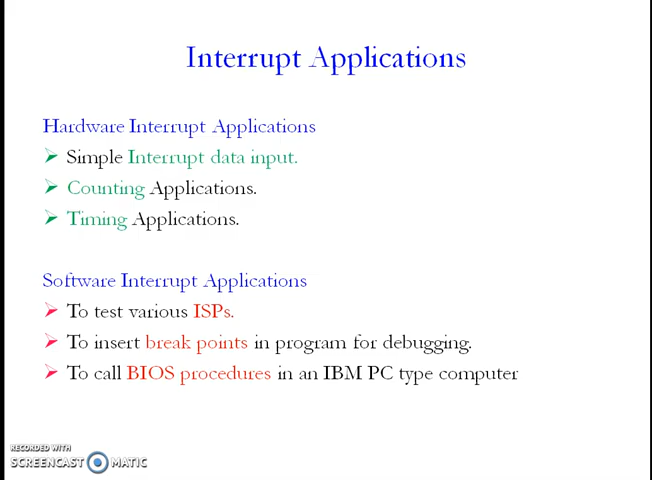 Interrupt Applications
Hardware Interrupt Applications
Simple Interrupt data input.
Counting Applications.
Timing Applications.
Software Interrupt Applications
To test various ISPs.
To insert break points in program for debugging.
To call BIOS procedures in an IBM PC type computer
RECORDED WITH
SCREENCAST MATIC